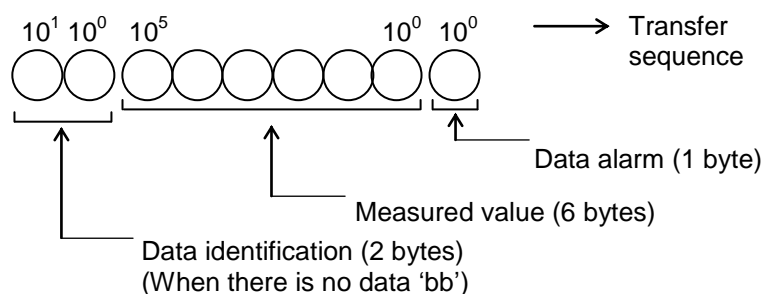 10¹ 10⁰ 10⁵ 10⁰ 10⁰ Transfer
sequence
Data alarm (1 byte)
Measured value (6 bytes)
Data identification (2 bytes)
(When there is no data ‘bb’)